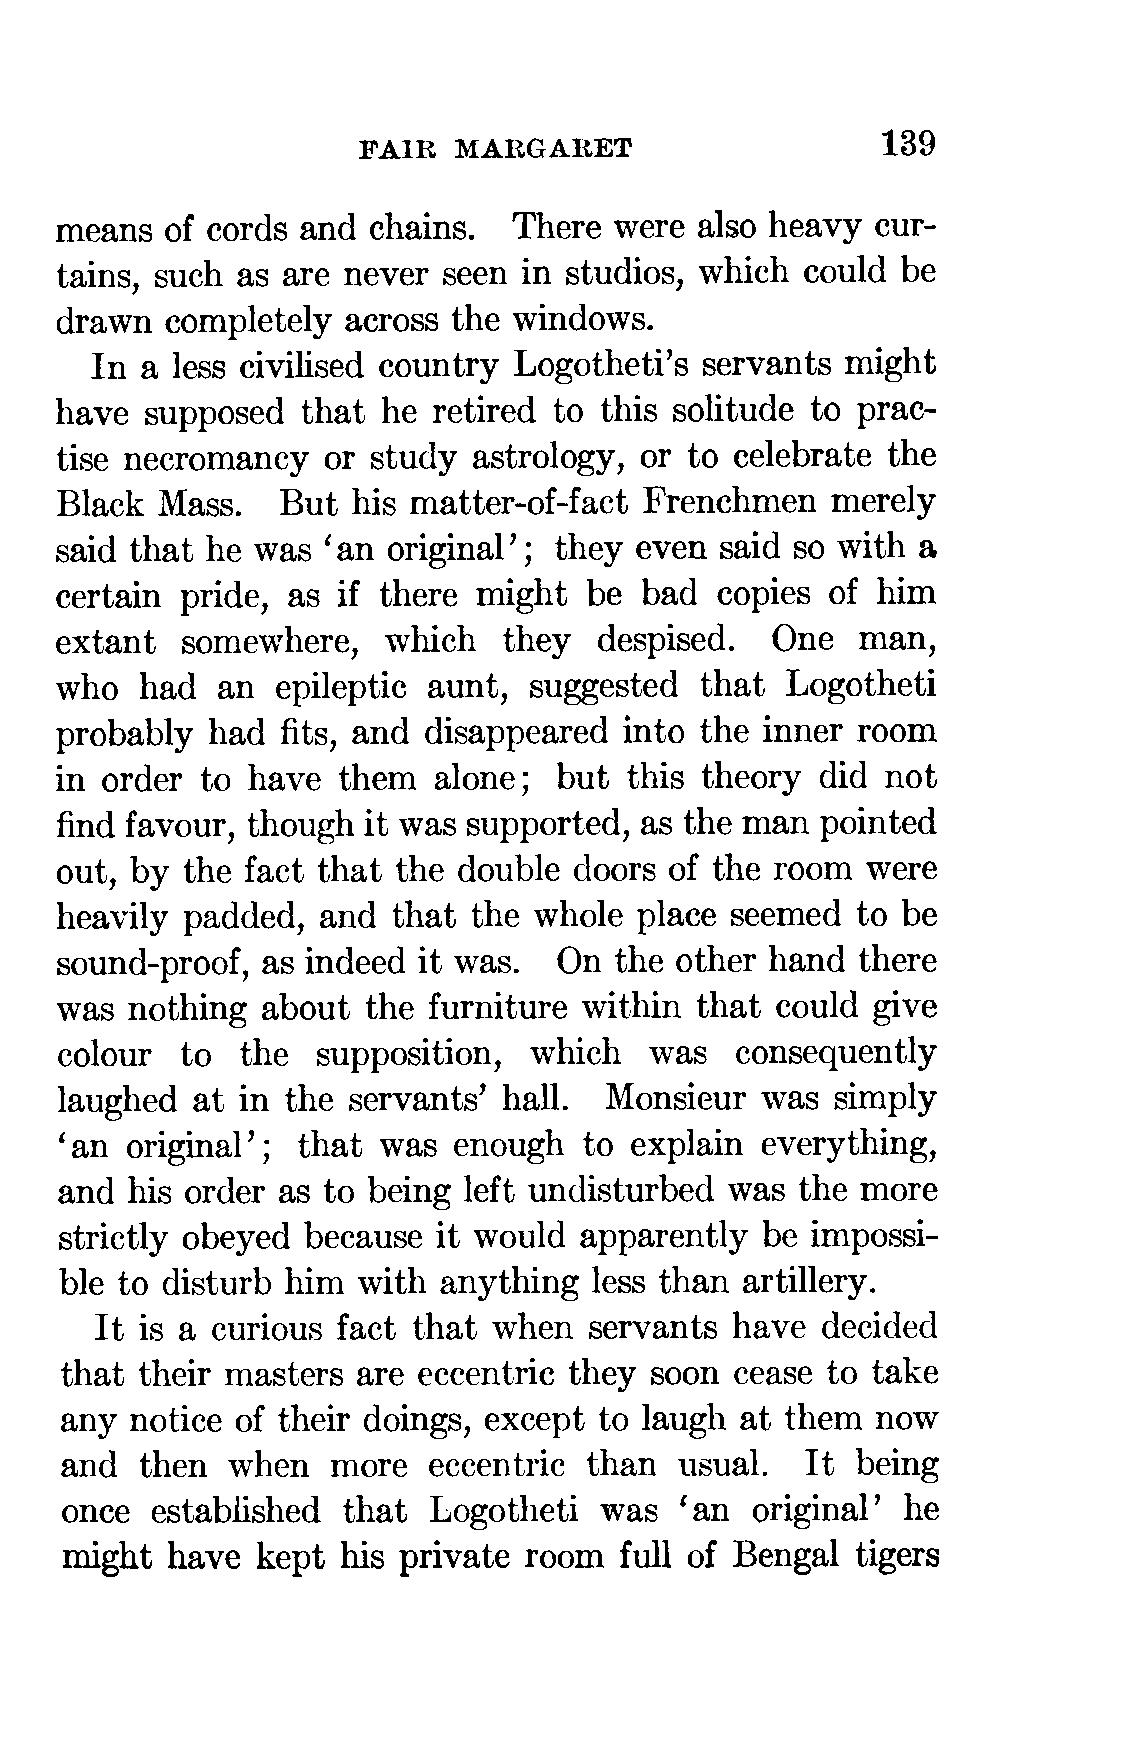 FAIR MARGARET 139
means of cords and chains. There were also heavy cur-
tains, such as are never seen in studios, which could be
drawn completely across the windows.
In a less civilised country Logotheti's servants might
have supposed that he retired to this solitude to prac-
tise necromancy or study astrology, or to celebrate the
Black Mass. But his matter-of-fact Frenchmen merely
said that he was 'an original'; they even said so with a
certain pride, as if there might be bad copies of him
extant somewhere, which they despised. One man,
who had an epileptic aunt, suggested that Logotheti
probably had fits, and disappeared into the inner room
in order to have them alone; but this theory did not
find favour, though it was supported, as the man pointed
out, by the fact that the double doors of the room were
heavily padded, and that the whole place seemed to be
sound-proof, as indeed it was. On the other hand there
was nothing about the furniture within that could give
colour to the supposition, which was consequently
laughed at in the servants' hall. Monsieur was simply
'an original'; that was enough to explain everything,
and his order as to being left undisturbed was the more
strictly obeyed because it would apparently be impossi-
ble to disturb him with anything less than artillery.
It is a curious fact that when servants have decided
that their masters are eccentric they soon cease to take
any notice of their doings, except to laugh at them now
and then when more eccentric than usual. It being
once established that Logotheti was 'an original' he
might have kept his private room full of Bengal tigers